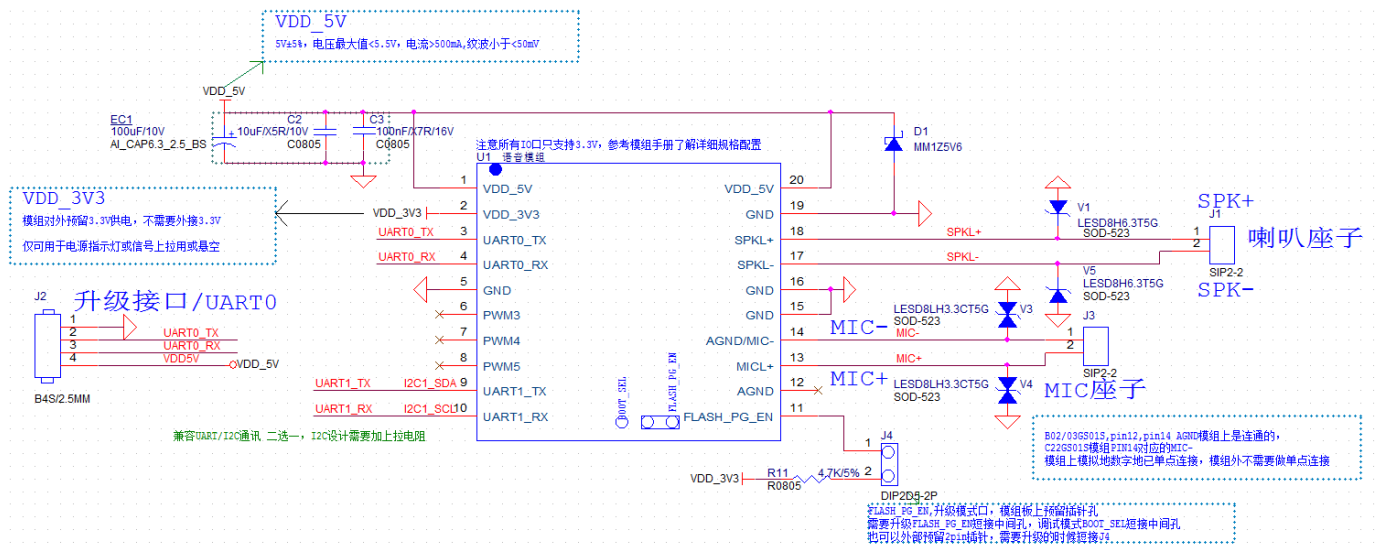 VDD_5V
5V±5%，电压最大值<5.5V，电流>500mA,纹波小于<50mV
VDD_5V
EC1
100uF/10V
AI_CAP6.3_2.5_BS
C2
10uF/X5R/10V
C0805
C3
100nF/X7R/16V
C0805
注意所有IO口只支持3.3V，参考模组手册了解详细规格配置
U1 语音模组
D1
MM1Z5V6
VDD_3V3
模组对外预留3.3V供电，不需要外接3.3V
仅可用于电源指示灯或信号上拉用或悬空
VDD_3V3
UART0_TX
UART0_RX
1 VDD_5V
2 VDD_3V3
3 UART0_TX
4 UART0_RX
5 GND
6 PWM3
7 PWM4
8 PWM5
9 UART1_TX
10 UART1_RX
VDD_5V 20
GND 19
SPKL+ 18
SPKL- 17
GND 16
GND 15
AGND/MIC- 14
MICL+ 13
AGND 12
FLASH_PG_EN 11
BOOT_SEL
FLASH_PG_EN
UART1_TX I2C1_SDA
UART1_RX I2C1_SCL
兼容UART/I2C通讯 二选一，I2C设计需要加上拉电阻
J2
升级接口/UART0
1
2 UART0_TX
3 UART0_RX
4 VDD5V
VDD_5V
B4S/2.5MM
SPKL+
SPKL-
V1
LESD8H6.3T5G
SOD-523
V5
LESD8H6.3T5G
SOD-523
SPK+
J1
1
2
喇叭座子
SIP2-2
SPK-
MIC-
MIC-
LESD8LH3.3CT5G
SOD-523
V3
MIC+
MIC+
LESD8LH3.3CT5G
SOD-523
V4
J3
1
2
SIP2-2
MIC座子
B02/03GS01S,pin12,pin14 AGND模组上是连通的，
C22GS01S模组PIN14对应的MIC-
模组上模拟地数字地已单点连接，模组外不需要做单点连接
J4
1
2
VDD_3V3
R11 4.7K/5%
R0805
DIP2D5-2P
FLASH_PG_EN,升级模式口，模组板上预留插针孔
需要升级FLASH_PG_EN短接中间孔，调试模式BOOT_SEL短接中间孔
也可以外部预留2pin插针，需要升级的时候短接J4